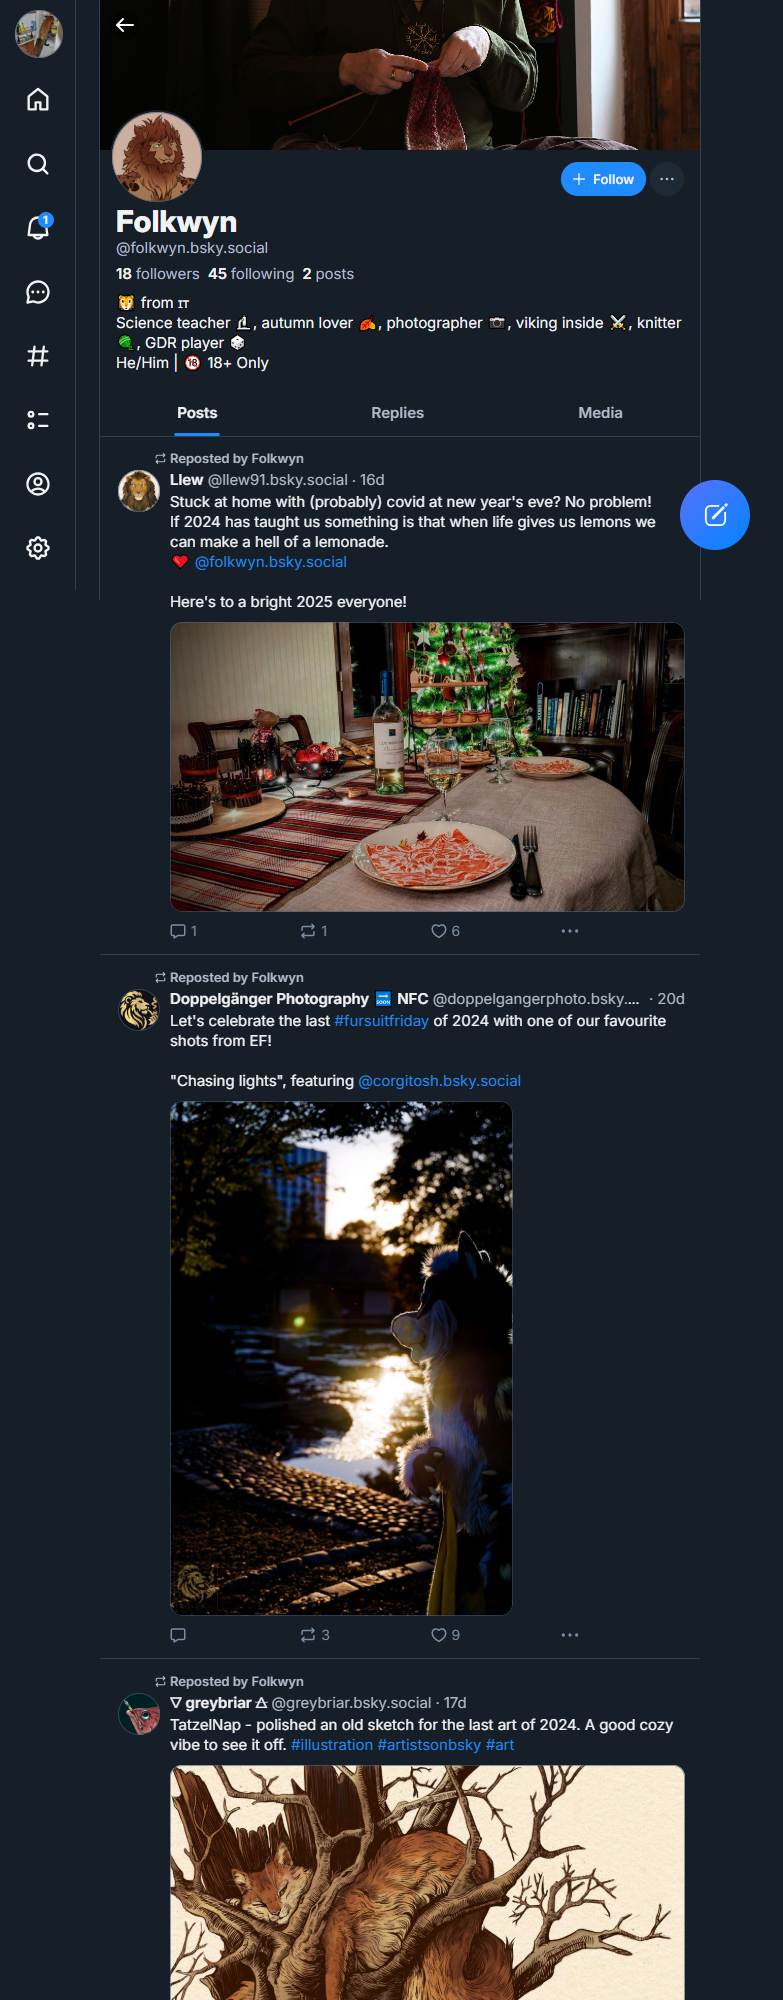 1
Follow
Folkwyn
@folkwyn.bsky.social
18 followers 45 following 2 posts
🦁 from ɪᴛ
Science teacher 🔬, autumn lover 🍂, photographer 📷, viking inside ⚔️, knitter
🧶, GDR player 🎲
He/Him | 🔞 18+ Only
Posts Replies Media
Reposted by Folkwyn
Llew @llew91.bsky.social · 16d
Stuck at home with (probably) covid at new year's eve? No problem!
If 2024 has taught us something is that when life gives us lemons we
can make a hell of a lemonade.
❤️ @folkwyn.bsky.social
Here's to a bright 2025 everyone!
1 1 6
Reposted by Folkwyn
Doppelgänger Photography 🔜 NFC @doppelgangerphoto.bsky.... · 20d
Let's celebrate the last #fursuitfriday of 2024 with one of our favourite
shots from EF!
"Chasing lights", featuring @corgitosh.bsky.social
3 9
Reposted by Folkwyn
🜄 greybriar 🜁 @greybriar.bsky.social · 17d
TatzelNap - polished an old sketch for the last art of 2024. A good cozy
vibe to see it off. #illustration #artistsonbsky #art